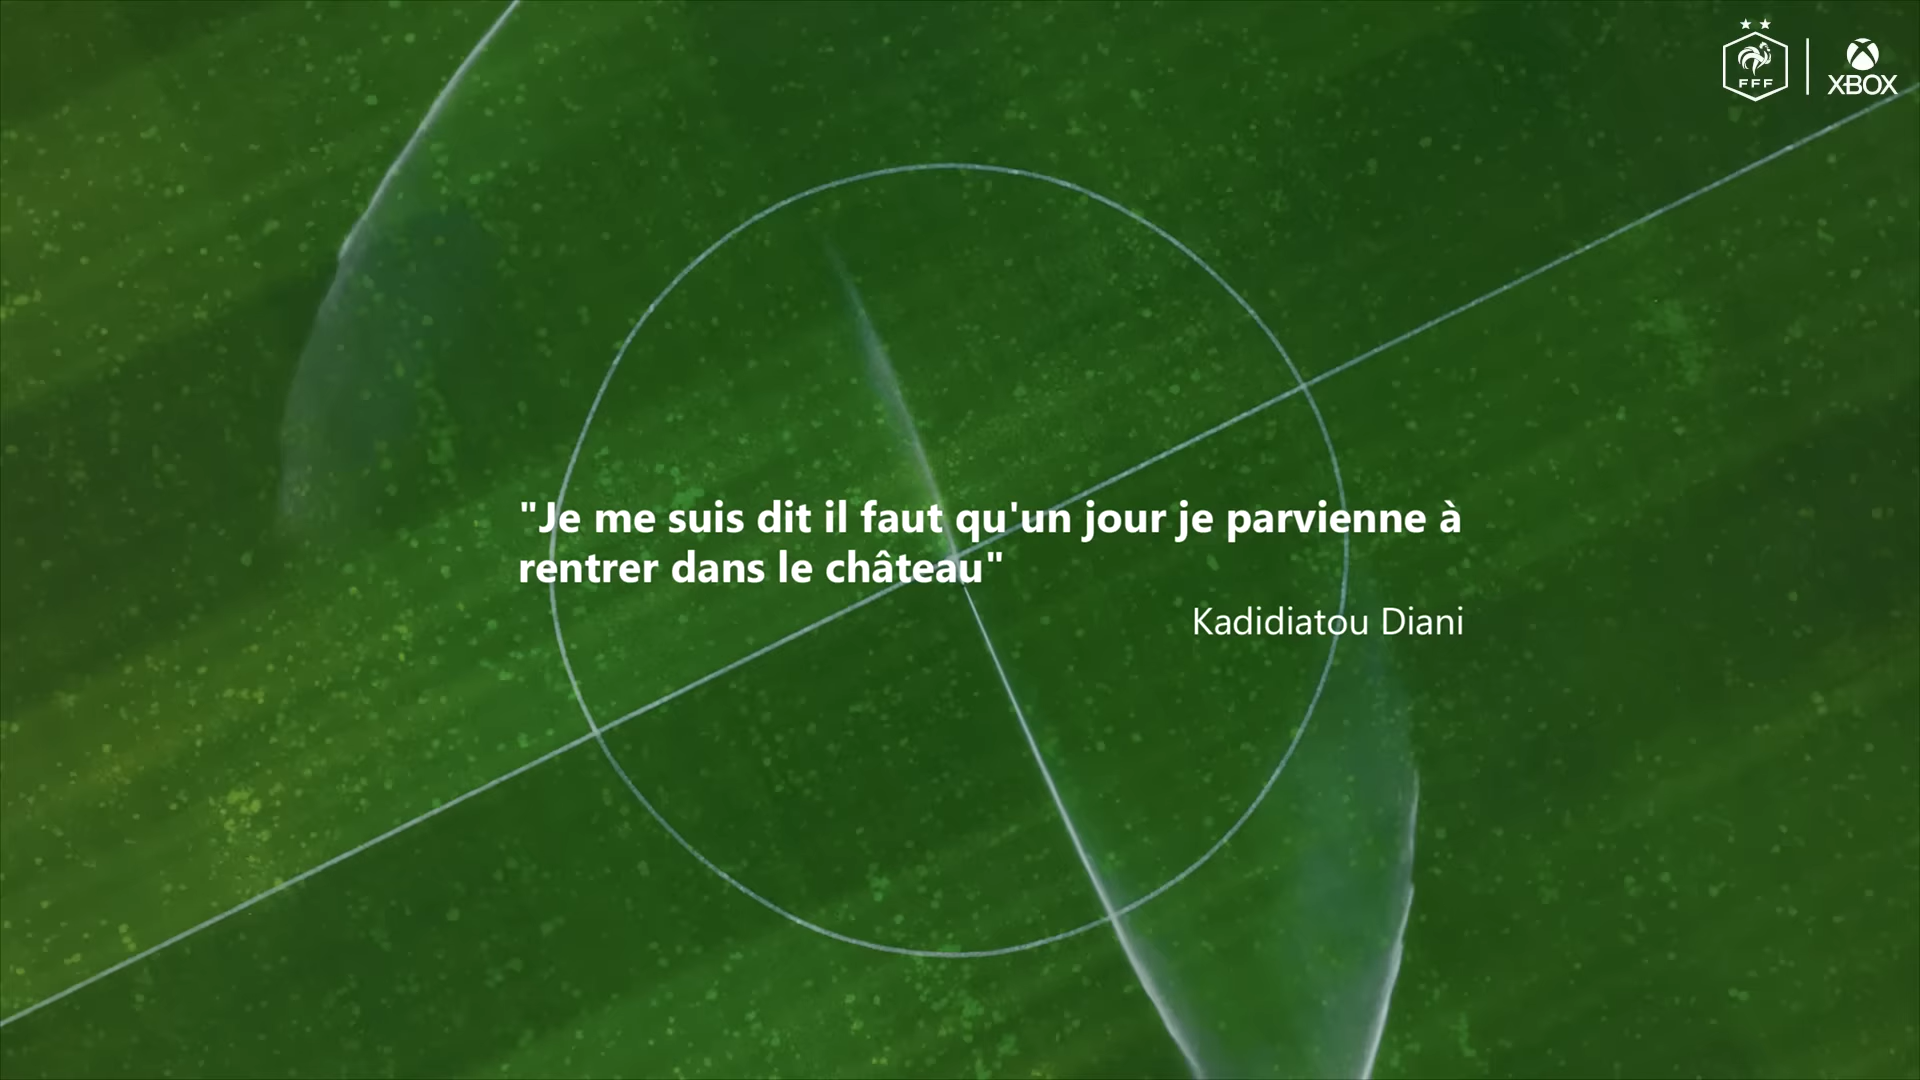 FFF
XBOX
"Je me suis dit il faut qu'un jour je parvienne à
rentrer dans le château"
Kadidiatou Diani